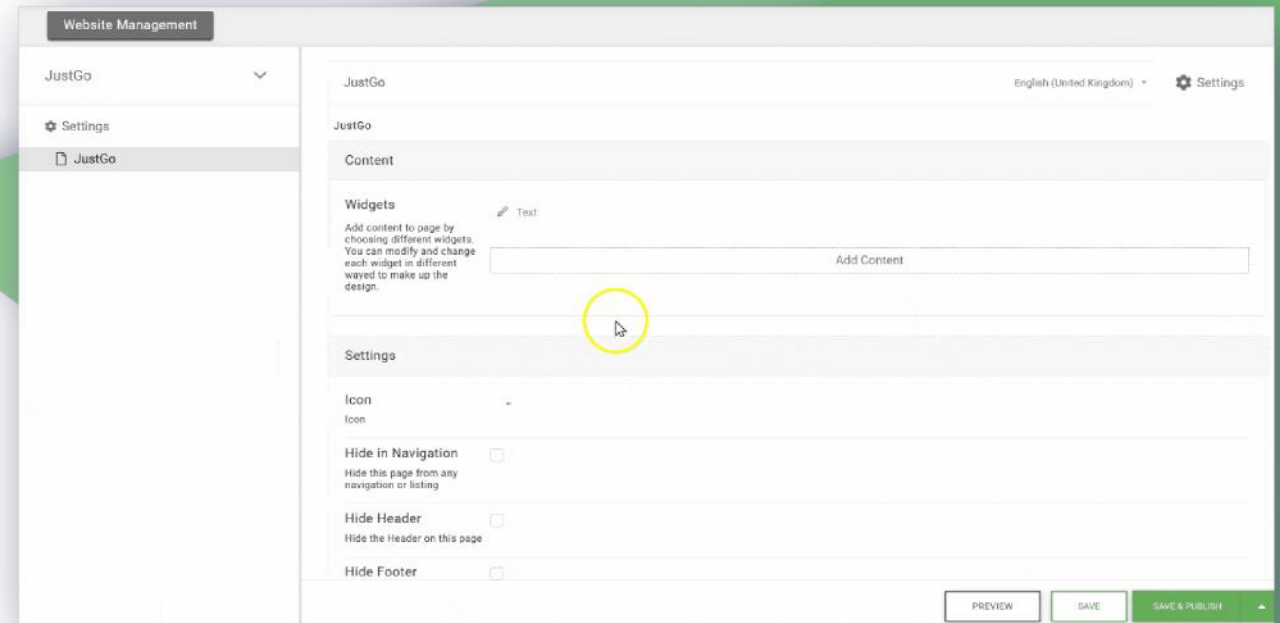 Website Management
JustGo
Settings
JustGo
JustGo
English (United Kingdom)
Settings
JustGo
Content
Widgets
Add content to page by
choosing different widgets.
You can modify and change
each widget in different
wayed to make up the
design.
Text
Add Content
Settings
Icon
Icon
Hide in Navigation
Hide this page from any
navigation or listing
Hide Header
Hide the Header on this page
Hide Footer
PREVIEW
SAVE
SAVE & PUBLISH